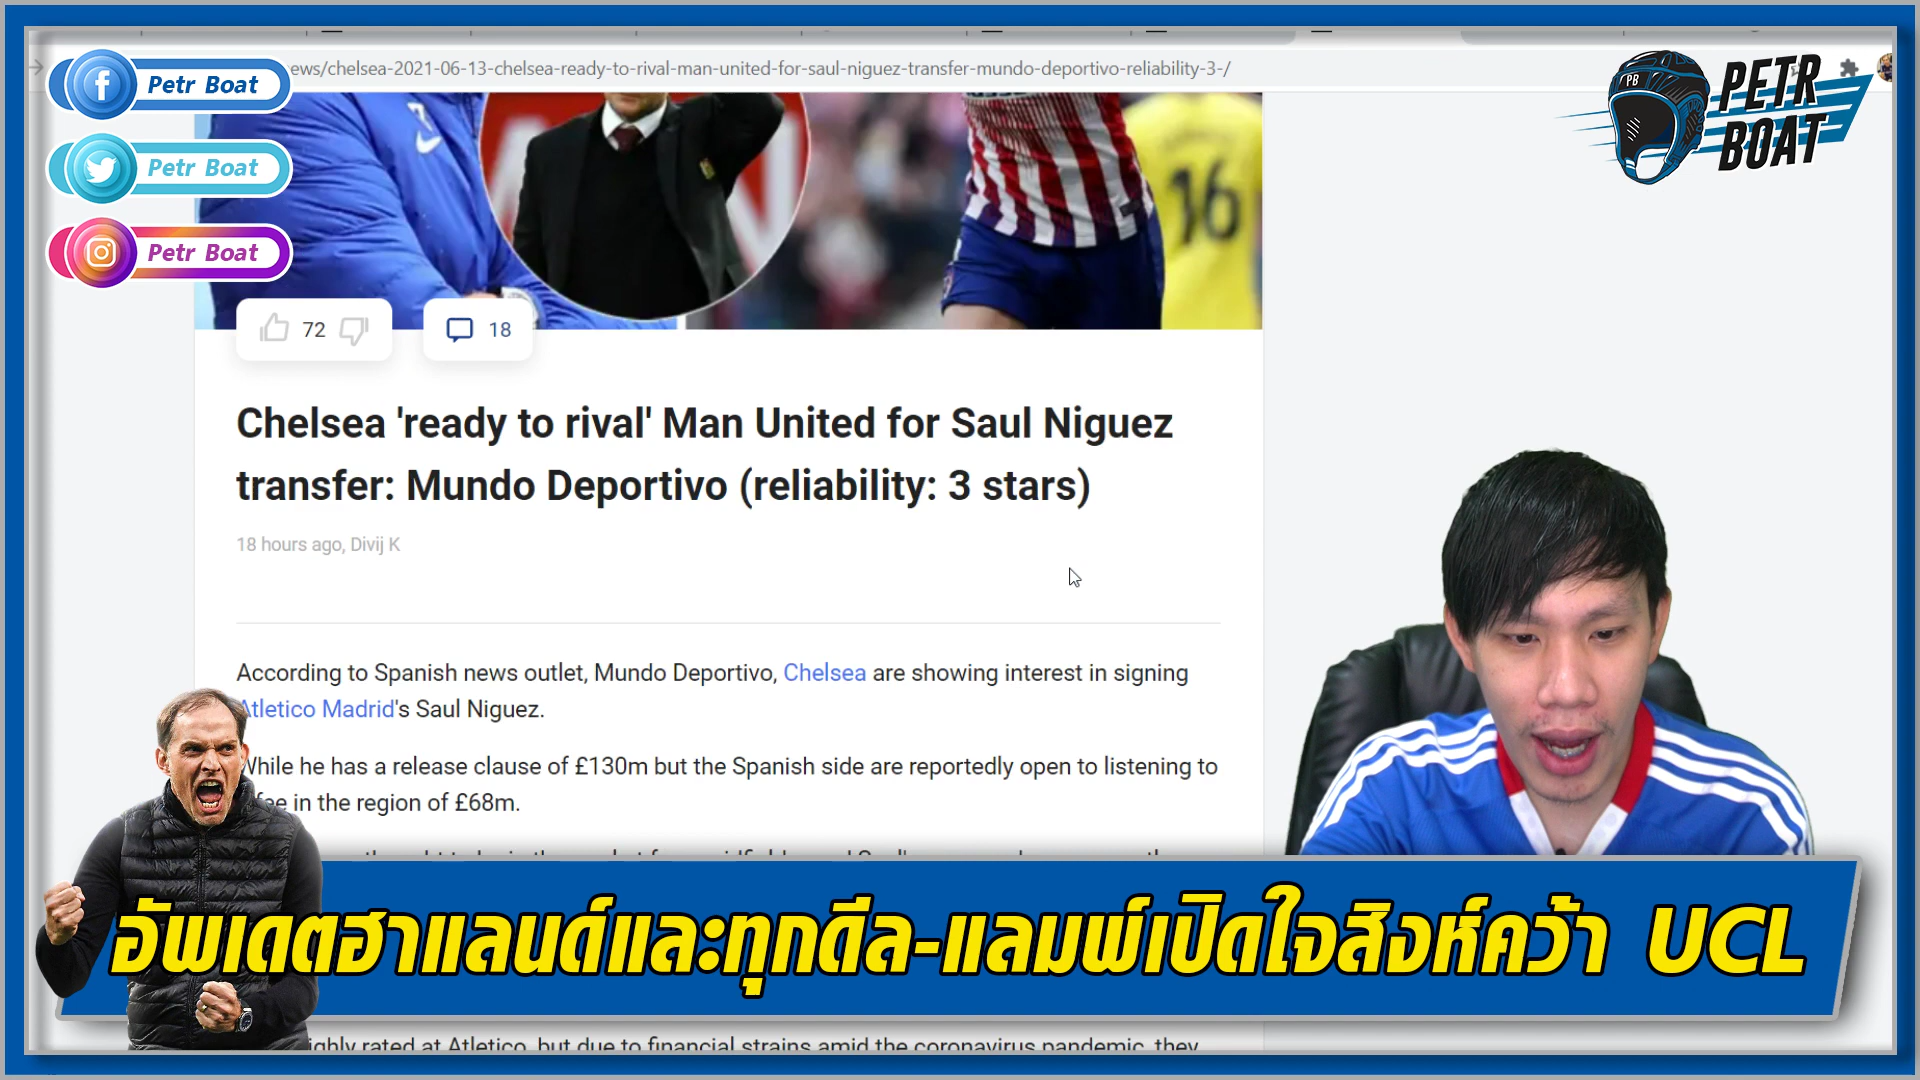 news/chelsea-2021-06-13-chelsea-ready-to-rival-man-united-for-saul-niguez-transfer-mundo-deportivo-reliability-3-/
Petr Boat
Petr Boat
Petr Boat
PB
PETR
BOAT
16
72
18
Chelsea 'ready to rival' Man United for Saul Niguez
transfer: Mundo Deportivo (reliability: 3 stars)
18 hours ago, Divij K
According to Spanish news outlet, Mundo Deportivo, Chelsea are showing interest in signing
Atletico Madrid's Saul Niguez.
While he has a release clause of £130m but the Spanish side are reportedly open to listening to
fee in the region of £68m.
อัพเดตฮาแลนด์และทุกดีล-แลมพ์เปิดใจสิงห์คว้า UCL
highly rated at Atletico, but due to financial strains amid the coronavirus pandemic, they